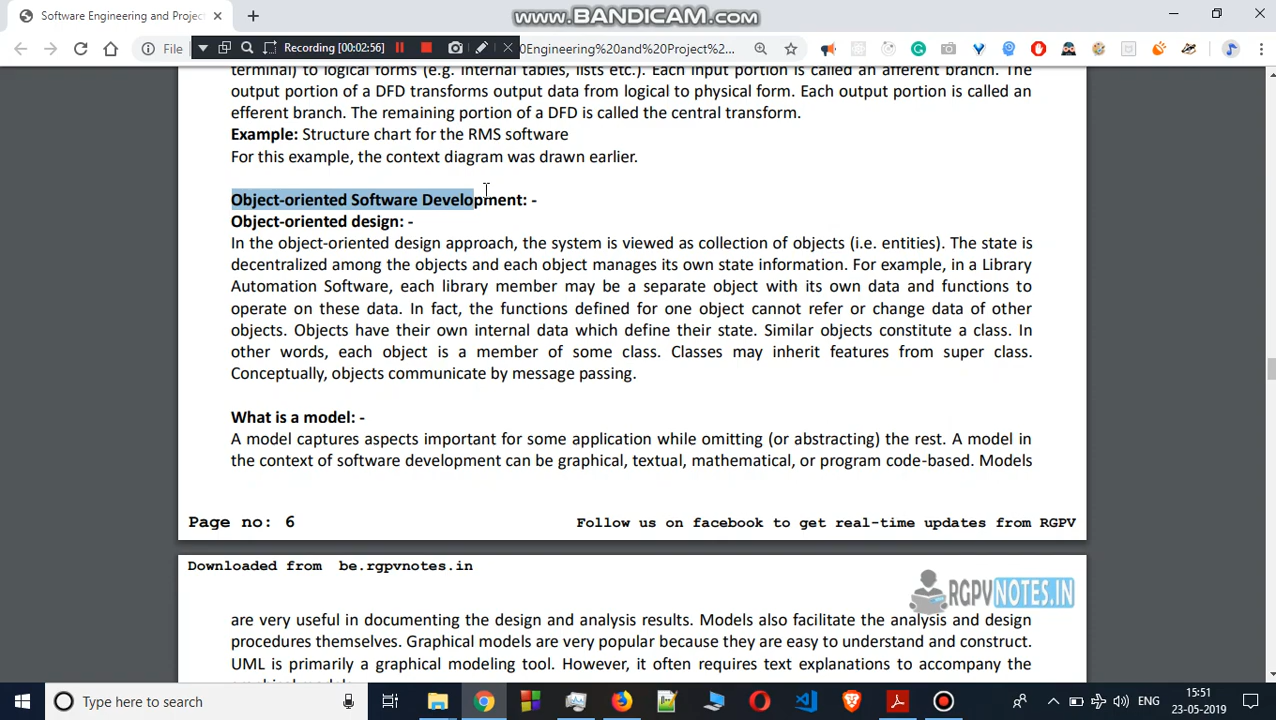 www.BANDICAM.com
Software Engineering and Project
File
Recording [00:02:56]
Engineering%20and%20Project%2...
terminal) to logical forms (e.g. internal tables, lists etc.). Each input portion is called an afferent branch. The
output portion of a DFD transforms output data from logical to physical form. Each output portion is called an
efferent branch. The remaining portion of a DFD is called the central transform.
Example: Structure chart for the RMS software
For this example, the context diagram was drawn earlier.
Object-oriented Software Development: -
Object-oriented design: -
In the object-oriented design approach, the system is viewed as collection of objects (i.e. entities). The state is
decentralized among the objects and each object manages its own state information. For example, in a Library
Automation Software, each library member may be a separate object with its own data and functions to
operate on these data. In fact, the functions defined for one object cannot refer or change data of other
objects. Objects have their own internal data which define their state. Similar objects constitute a class. In
other words, each object is a member of some class. Classes may inherit features from super class.
Conceptually, objects communicate by message passing.
What is a model: -
A model captures aspects important for some application while omitting (or abstracting) the rest. A model in
the context of software development can be graphical, textual, mathematical, or program code-based. Models
Page no: 6
Follow us on facebook to get real-time updates from RGPV
Downloaded from be.rgpvnotes.in
RGPVNOTES.IN
are very useful in documenting the design and analysis results. Models also facilitate the analysis and design
procedures themselves. Graphical models are very popular because they are easy to understand and construct.
UML is primarily a graphical modeling tool. However, it often requires text explanations to accompany the
Type here to search
ENG
15:51
23-05-2019